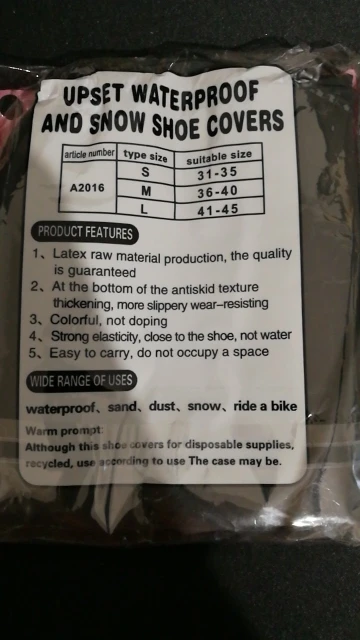 UPSET WATERPROOF
AND SNOW SHOE COVERS
article number type size suitable size
A2016
S 31-35
M 36-40
L 41-45
PRODUCT FEATURES
1、Latex raw material production, the quality
is guaranteed
2、At the bottom of the antiskid texture
thickening, more slippery wear-resisting
3、Colorful, not doping
4、Strong elasticity, close to the shoe, not water
5、Easy to carry, do not occupy a space
WIDE RANGE OF USES
waterproof、sand、dust、snow、ride a bike
Warm prompt:
Although this shoe covers for disposable supplies,
recycled, use according to use The case may be.